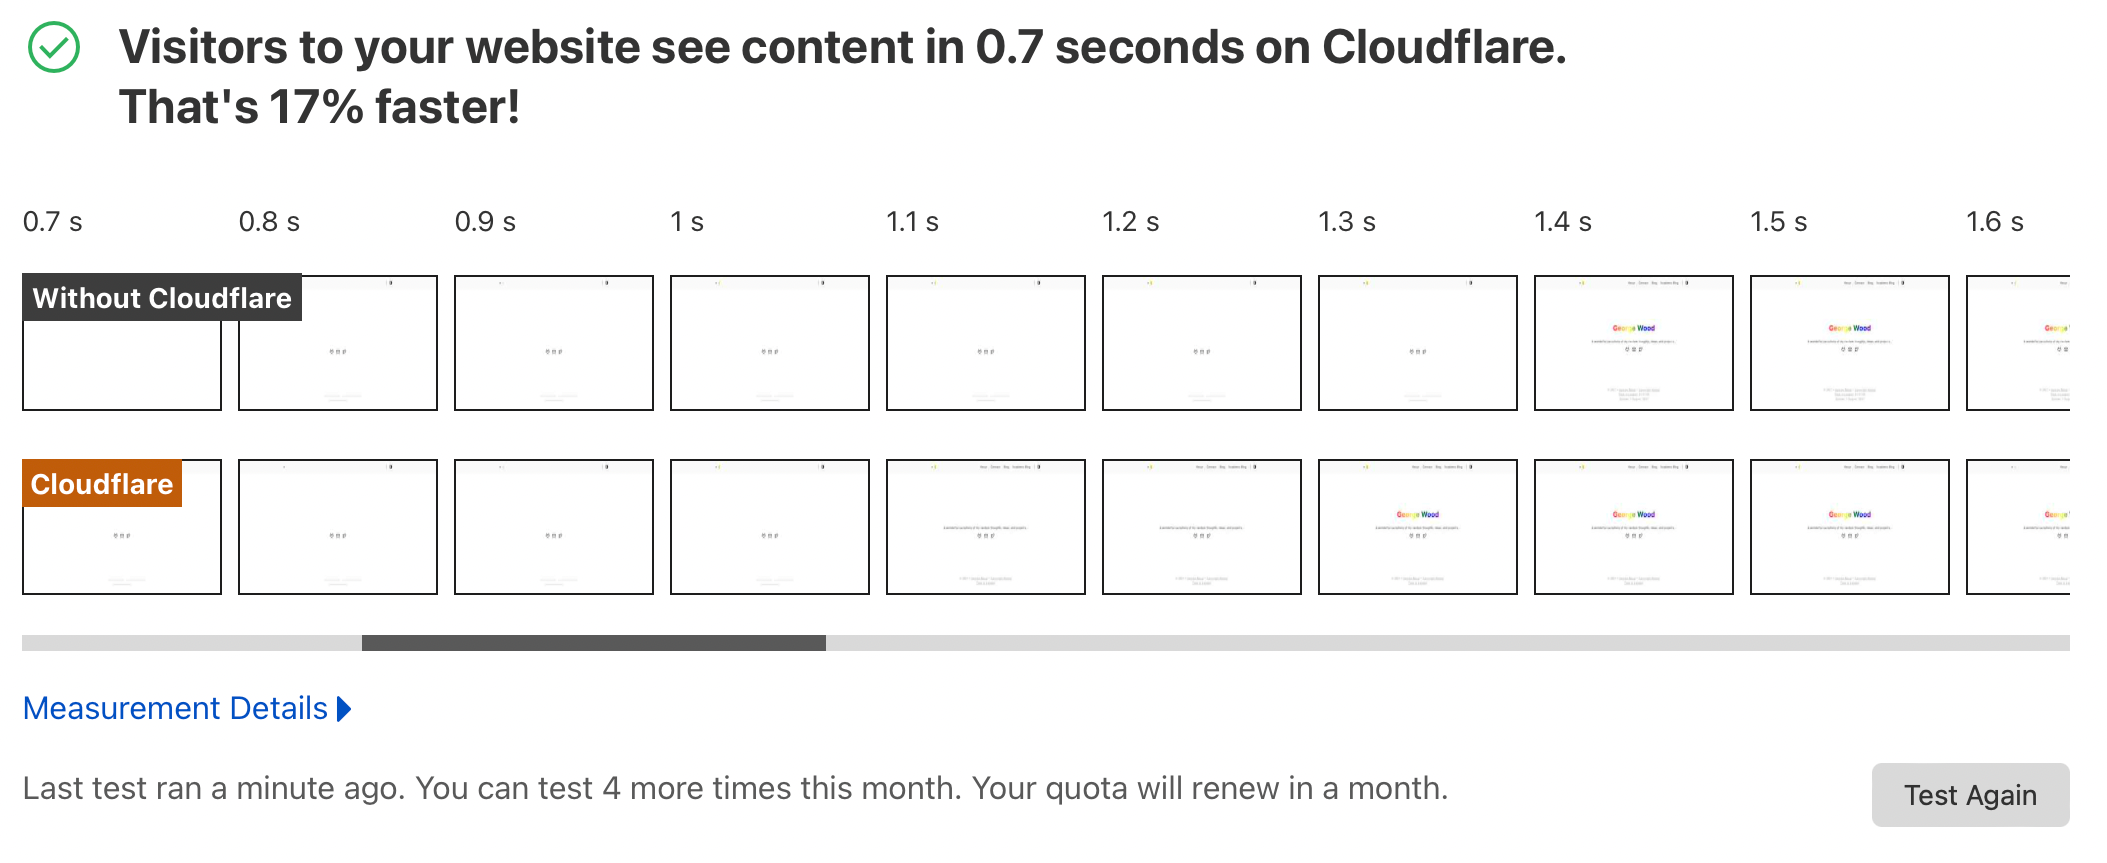 Visitors to your website see content in 0.7 seconds on Cloudflare.
That's 17% faster!
0.7 s
0.8 s
0.9 s
1 s
1.1 s
1.2 s
1.3 s
1.4 s
1.5 s
1.6 s
Without Cloudflare
George Wood
George Wood
Cloudflare
George Wood
George Wood
George Wood
Measurement Details
Last test ran a minute ago. You can test 4 more times this month. Your quota will renew in a month.
Test Again